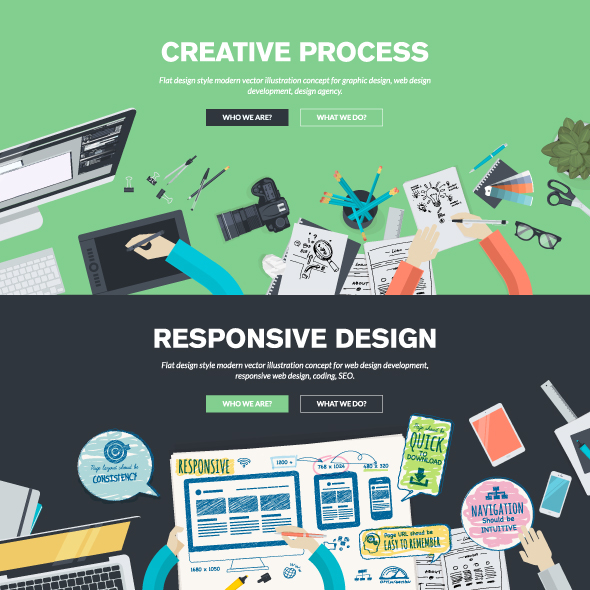 CREATIVE PROCESS
Flat design style modern vector illustration concept for graphic design, web design
development, design agency.
WHO WE ARE?
WHAT WE DO?
ABOUT
RESPONSIVE DESIGN
Flat design style modern vector illustration concept for web design development,
responsive web design, coding, SEO.
WHO WE ARE?
WHAT WE DO?
Page layout should be
CONSISTENCY
RESPONSIVE
1200 +
768 x 1024
480 x 320
1680 x 1050
Page should be
QUICK
TO
DOWNLOAD
Page URL should be
EASY TO REMEMBER
NAVIGATION
Should be
INTUITIVE
ABOUT